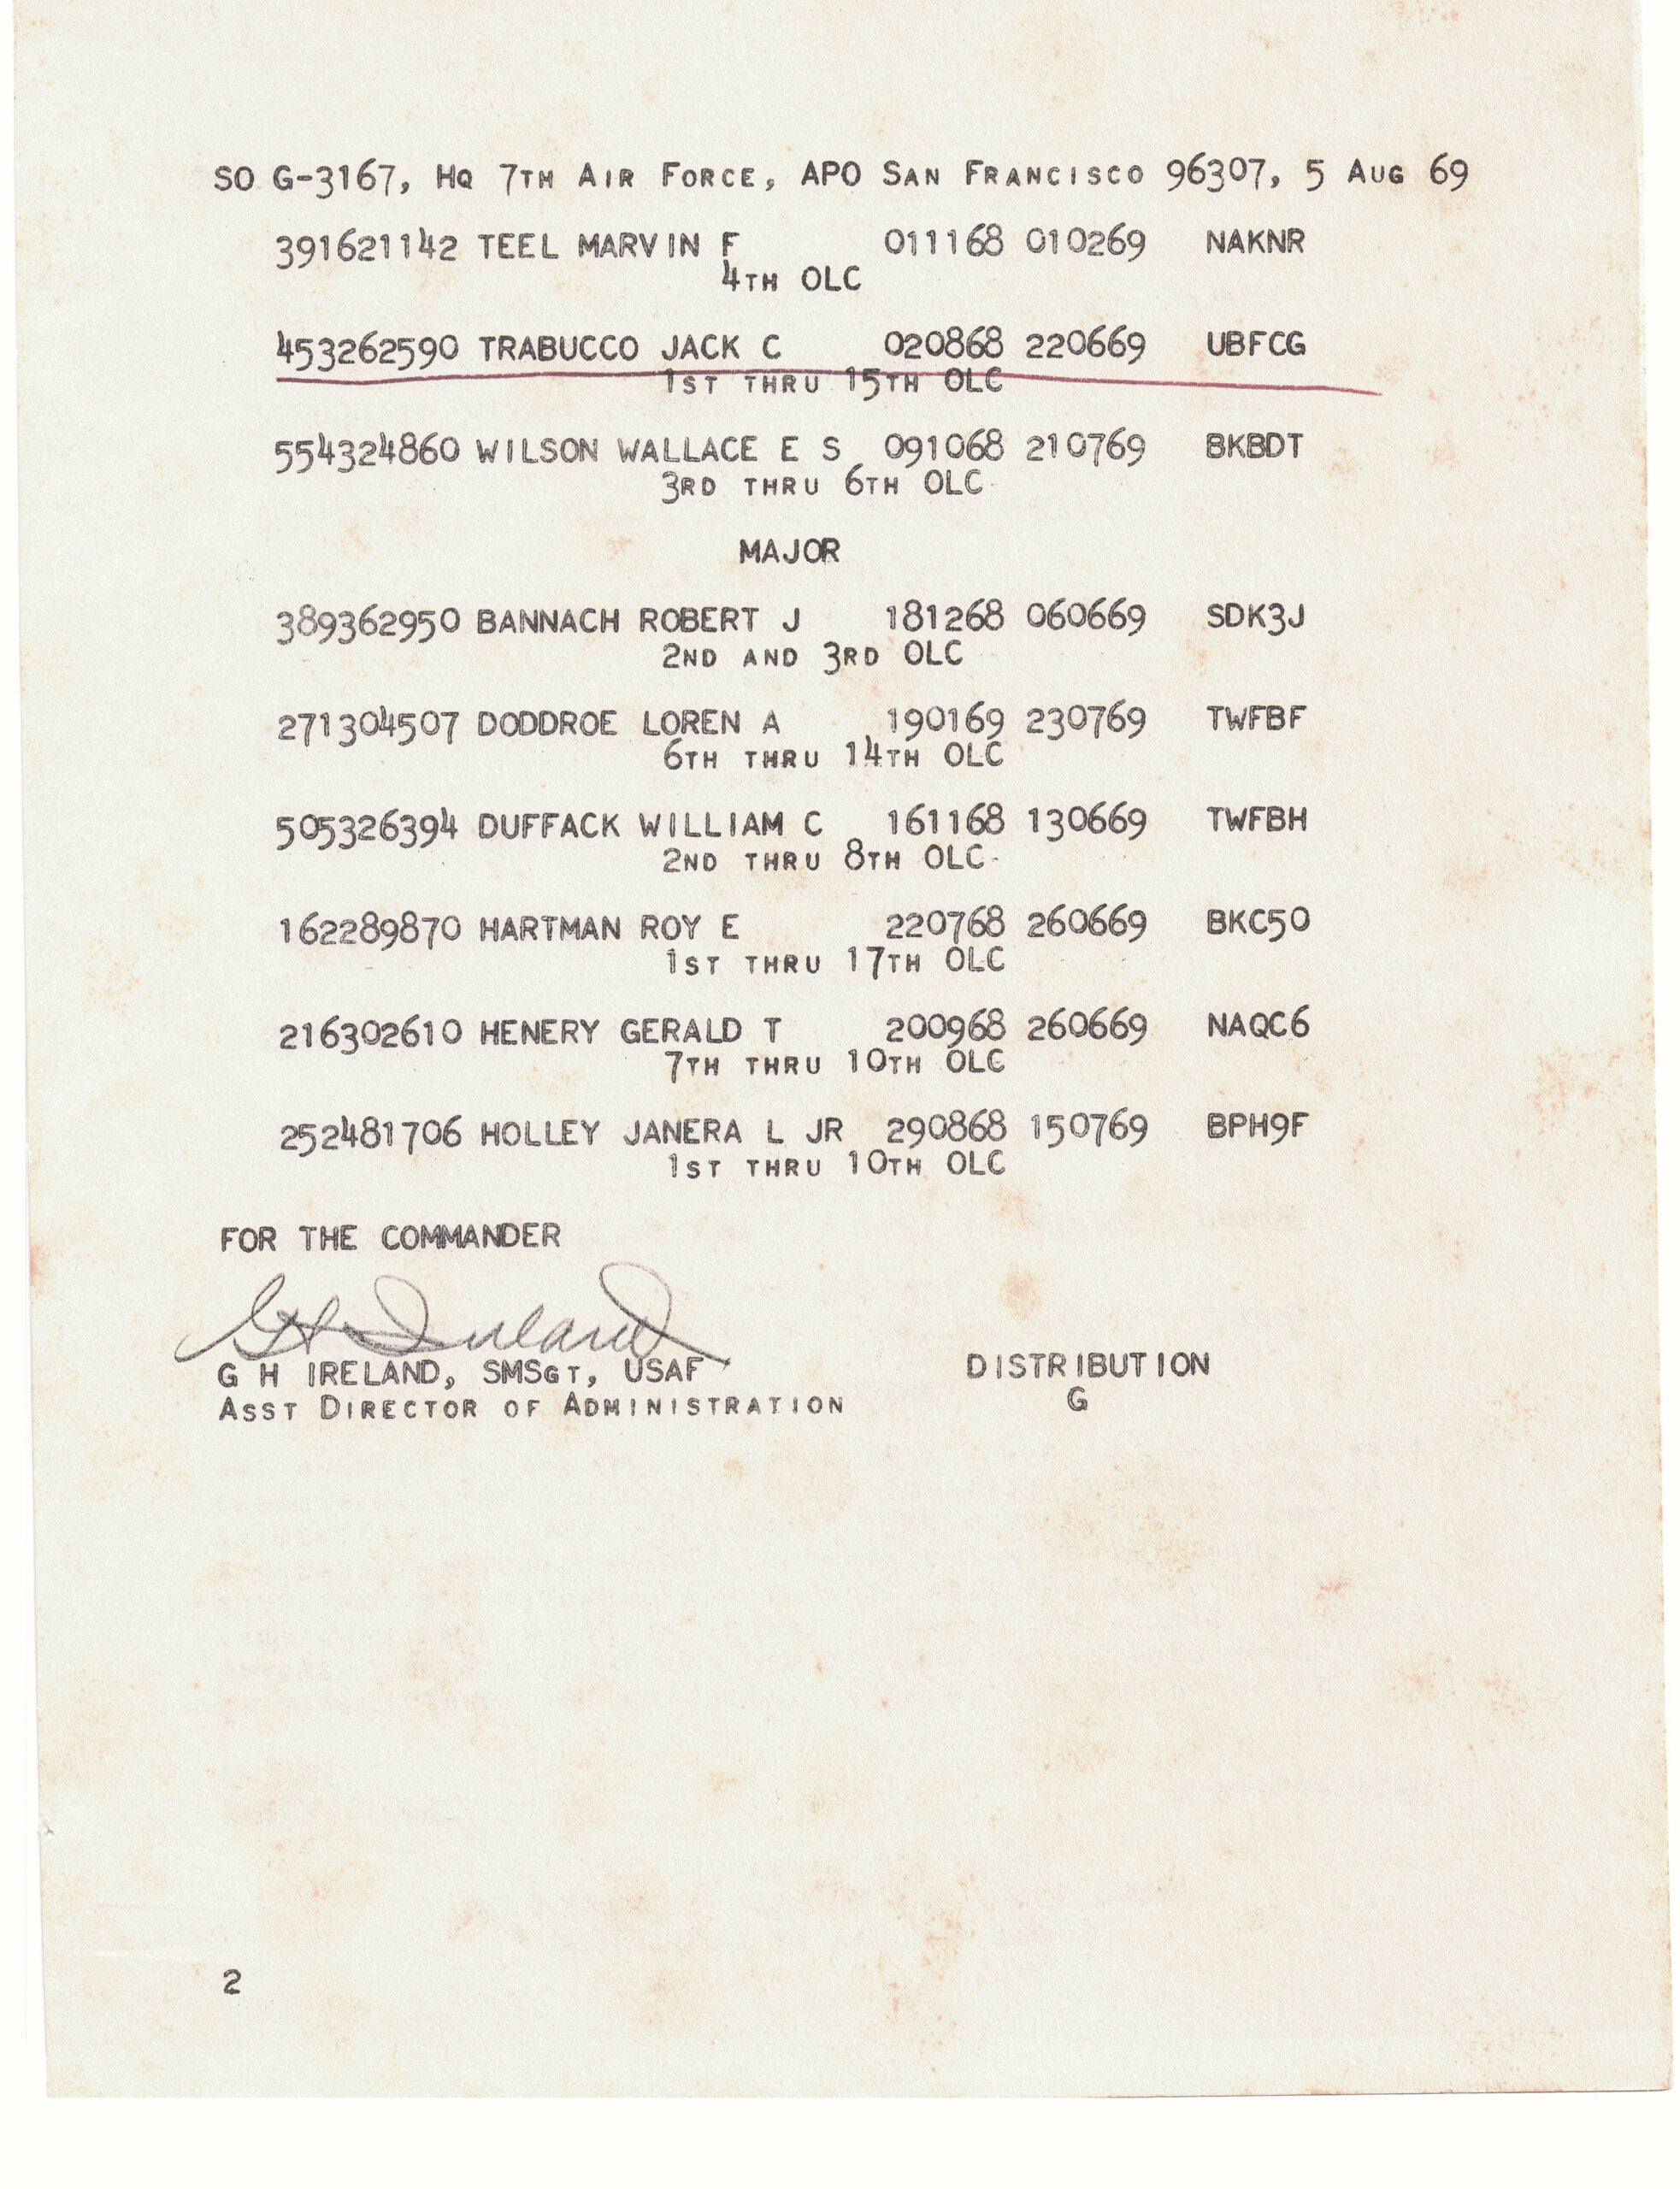 SO G-3167, HQ 7TH AIR FORCE, APO SAN FRANCISCO 96307, 5 AUG 69
391621142 TEEL MARVIN F 011168 010269 NAKNR
4TH OLC
453262590 TRABUCCO JACK C 020868 220669 UBFCG
1ST THRU 15TH OLC
554324860 WILSON WALLACE E S 091068 210769 BKBDT
3RD THRU 6TH OLC
MAJOR
389362950 BANNACH ROBERT J 181268 060669 SDK3J
2ND AND 3RD OLC
271304507 DODDROE LOREN A 190169 230769 TWFBF
6TH THRU 14TH OLC
505326394 DUFFACK WILLIAM C 161168 130669 TWFBH
2ND THRU 8TH OLC
162289870 HARTMAN ROY E 220768 260669 BKC50
1ST THRU 17TH OLC
216302610 HENERY GERALD T 200968 260669 NAQC6
7TH THRU 10TH OLC
252481706 HOLLEY JANERA L JR 290868 150769 BPH9F
1ST THRU 10TH OLC
FOR THE COMMANDER
GH Ireland
G H IRELAND, SMSGT, USAF
ASST DIRECTOR OF ADMINISTRATION
DISTRIBUTION
G
2